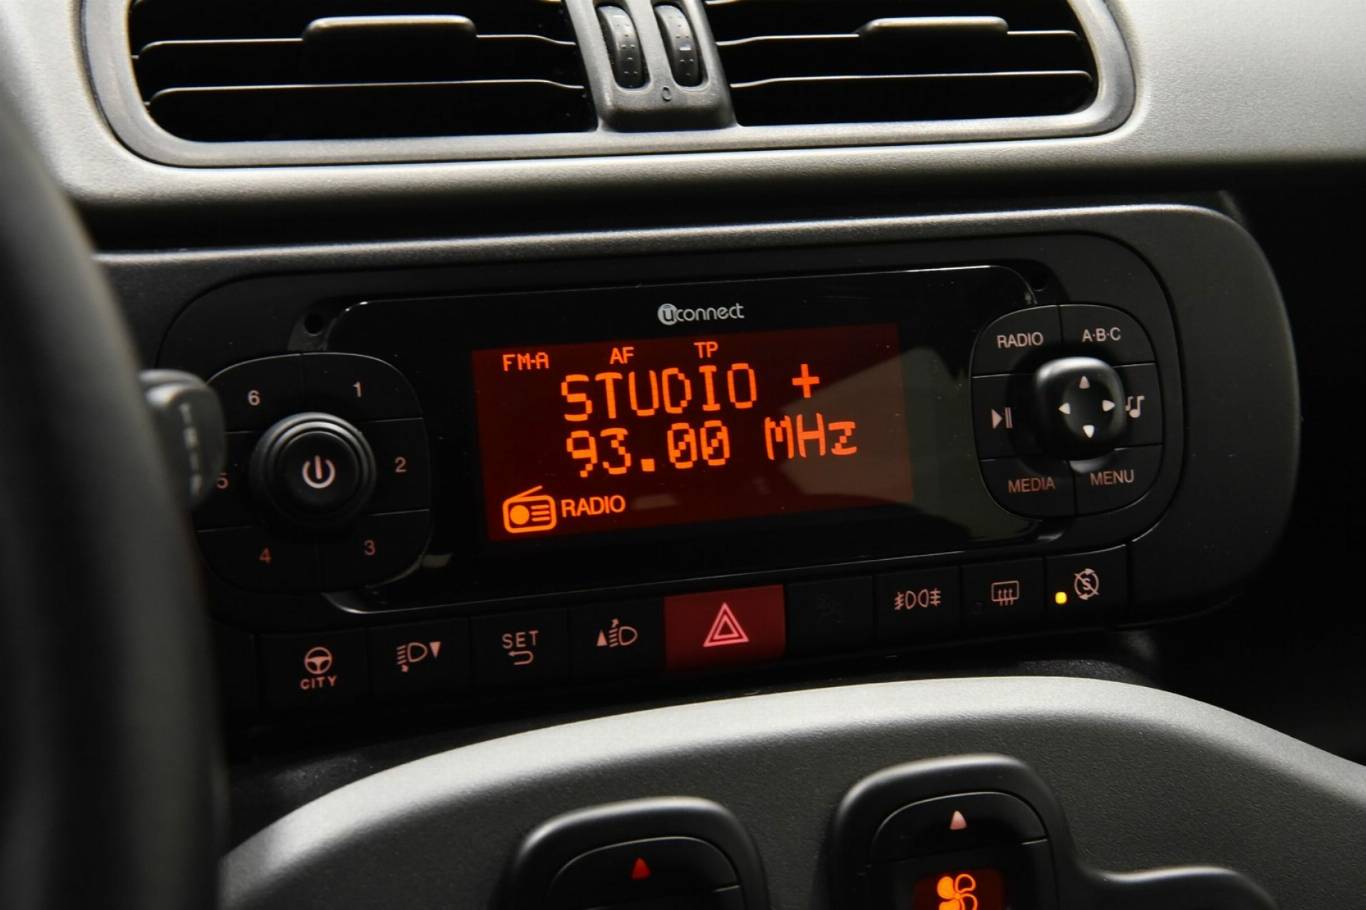 uconnect
FM-A AF TP
STUDIO +
93.00 MHz
RADIO
6 1
5 2
4 3
RADIO A·B·C
MEDIA MENU
CITY
SET
0